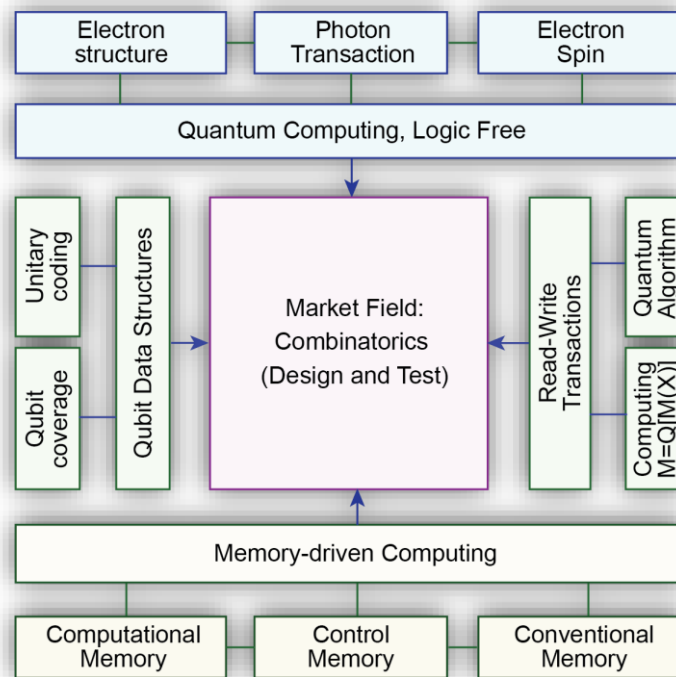 Electron
structure
Photon
Transaction
Electron
Spin
Quantum Computing, Logic Free
Unitary
coding
Qubit
coverage
Qubit Data Structures
Market Field:
Combinatorics
(Design and Test)
Read-Write
Transactions
Quantum
Algorithm
Computing
M=Q[M(X)]
Memory-driven Computing
Computational
Memory
Control
Memory
Conventional
Memory